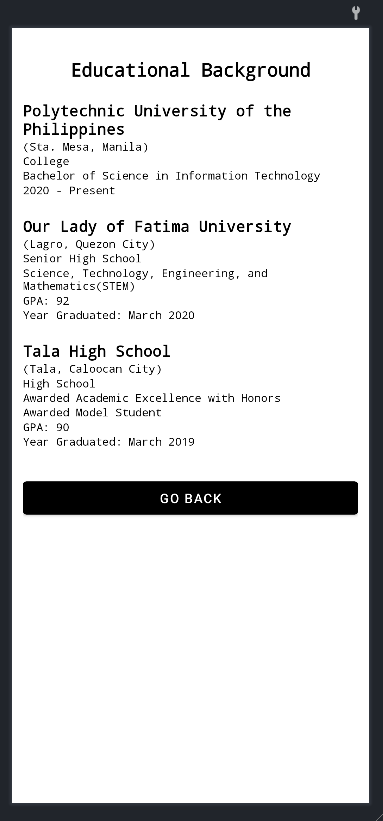 Educational Background
Polytechnic University of the
Philippines
(Sta. Mesa, Manila)
College
Bachelor of Science in Information Technology
2020 - Present
Our Lady of Fatima University
(Lagro, Quezon City)
Senior High School
Science, Technology, Engineering, and
Mathematics(STEM)
GPA: 92
Year Graduated: March 2020
Tala High School
(Tala, Caloocan City)
High School
Awarded Academic Excellence with Honors
Awarded Model Student
GPA: 90
Year Graduated: March 2019
GO BACK